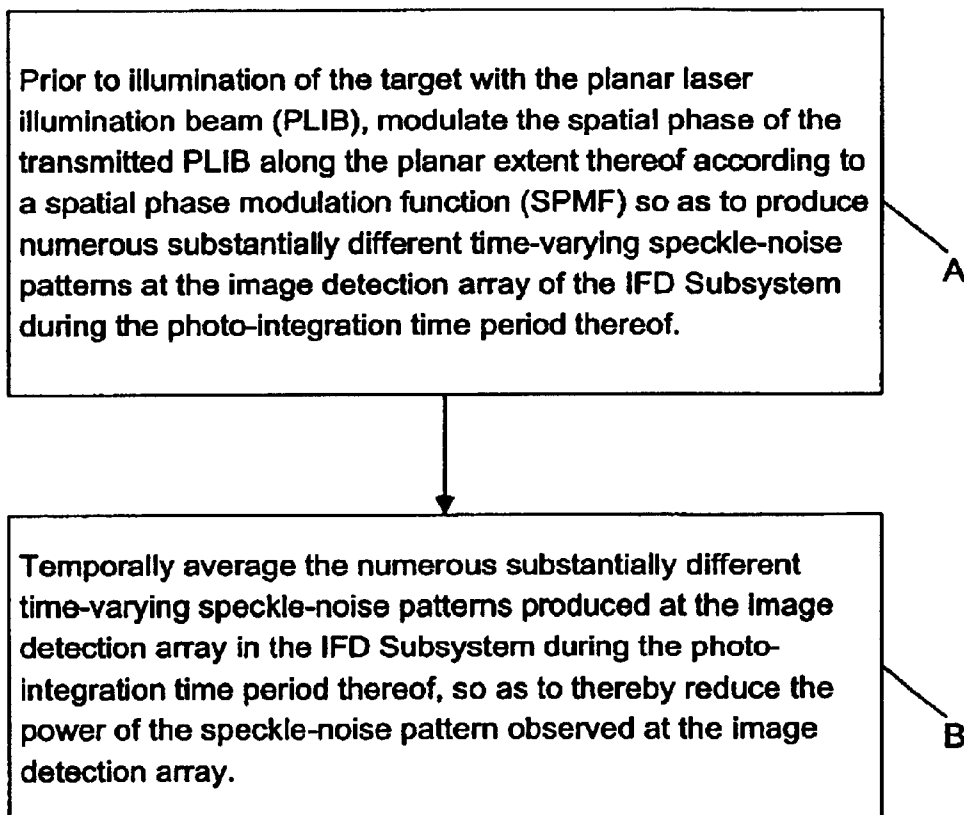 Prior to illumination of the target with the planar laser
illumination beam (PLIB), modulate the spatial phase of the
transmitted PLIB along the planar extent thereof according to
a spatial phase modulation function (SPMF) so as to produce
numerous substantially different time-varying speckle-noise
patterns at the image detection array of the IFD Subsystem
during the photo-integration time period thereof.
A
Temporally average the numerous substantially different
time-varying speckle-noise patterns produced at the image
detection array in the IFD Subsystem during the photo-
integration time period thereof, so as to thereby reduce the
power of the speckle-noise pattern observed at the image
detection array.
B